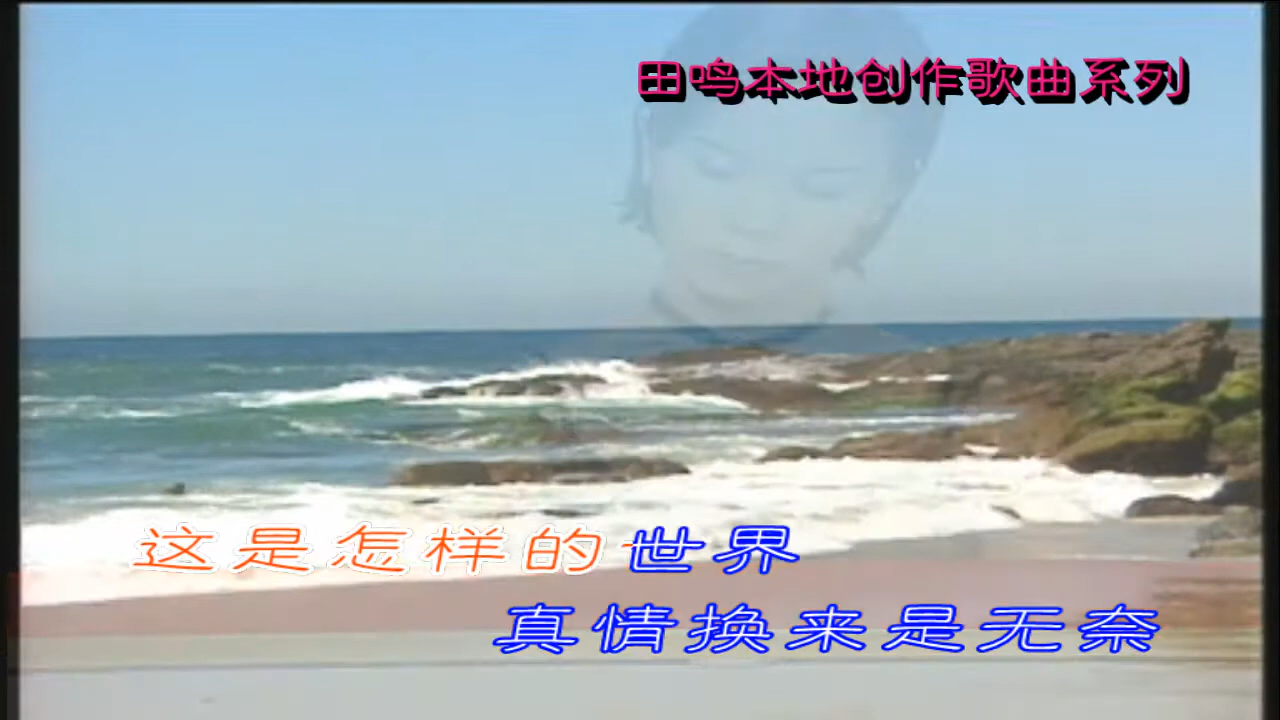 田鸣本地创作歌曲系列
这是怎样的世界
真情换来是无奈